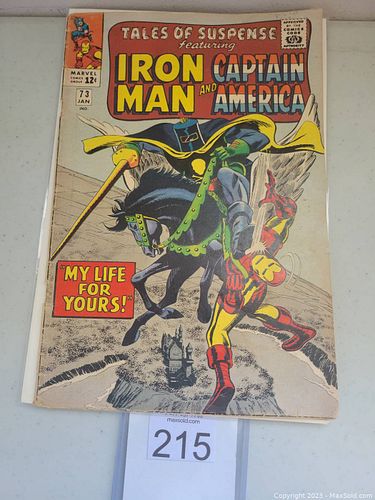 TALES OF SUSPENSE
featuring
IRON MAN AND CAPTAIN AMERICA
APPROVED
BY THE
COMICS
CODE
AUTHORITY
MARVEL
COMICS GROUP
12¢
73
JAN
IND.
"MY LIFE
FOR
YOURS!"
maxsold.com
215
Copyright 2023 - MaxSold.com